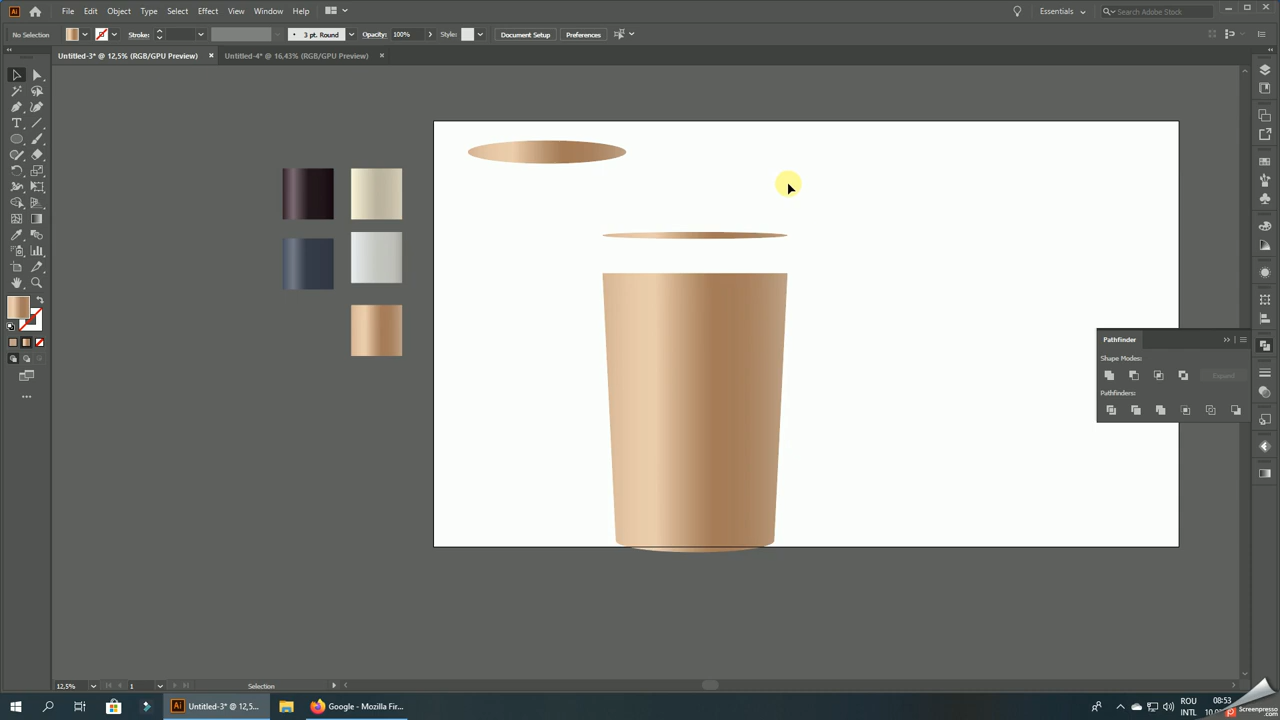 Ai File Edit Object Type Select Effect View Window Help Essentials Search Adobe Stock
No Selection Stroke: 3 pt. Round Opacity: 100% Style: Document Setup Preferences
Untitled-3* @ 12,5% (RGB/GPU Preview) × Untitled-4* @ 16,43% (RGB/GPU Preview) ×
Pathfinder
Shape Modes:
Expand
Pathfinders:
12,5% 1 Selection
Ai Untitled-3* @ 12,5... Google - Mozilla Fir...
ROU 08:53
INTL
Screenpresso
.com